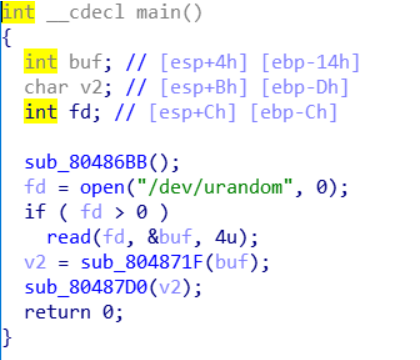 int __cdecl main()
{
int buf; // [esp+4h] [ebp-14h]
char v2; // [esp+Bh] [ebp-Dh]
int fd; // [esp+Ch] [ebp-Ch]
sub_80486BB();
fd = open("/dev/urandom", 0);
if ( fd > 0 )
read(fd, &buf, 4u);
v2 = sub_804871F(buf);
sub_80487D0(v2);
return 0;
}